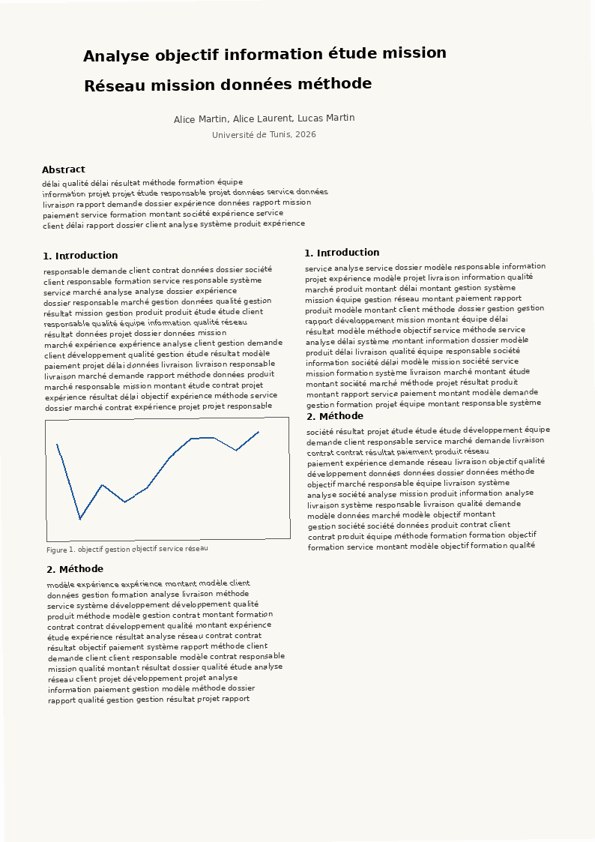 Analyse objectif information étude mission
Réseau mission données méthode
Alice Martin, Alice Laurent, Lucas Martin
Université de Tunis, 2026
Abstract
délai qualité délai résultat méthode formation équipe
information projet projet étude responsable projet données service données
livraison rapport demande dossier expérience données rapport mission
paiement service formation montant société expérience service
client délai rapport dossier client analyse système produit expérience
1. Introduction
responsable demande client contrat données dossier société
client responsable formation service responsable système
service marché analyse analyse dossier expérience
dossier responsable marché gestion données qualité gestion
résultat mission gestion produit produit étude étude client
responsable qualité équipe information qualité réseau
résultat données projet dossier données mission
marché expérience expérience analyse client gestion demande
client développement qualité gestion étude résultat modèle
paiement projet délai données livraison livraison responsable
livraison marché demande rapport méthode données produit
marché responsable mission montant étude contrat projet
expérience résultat délai objectif expérience méthode service
dossier marché contrat expérience projet projet responsable
Figure 1. objectif gestion objectif service réseau
2. Méthode
modèle expérience expérience montant modèle client
données gestion formation analyse livraison méthode
service système développement développement qualité
produit méthode modèle gestion contrat montant formation
contrat contrat développement qualité montant expérience
étude expérience résultat analyse réseau contrat contrat
résultat objectif paiement système rapport méthode client
demande client client responsable modèle contrat responsable
mission qualité montant résultat dossier qualité étude analyse
réseau client projet développement projet analyse
information paiement gestion modèle méthode dossier
rapport qualité gestion gestion résultat projet rapport
1. Introduction
service analyse service dossier modèle responsable information
projet expérience modèle projet livraison information qualité
marché produit montant délai montant gestion système
mission équipe gestion réseau montant paiement rapport
produit modèle montant client méthode dossier gestion gestion
rapport développement mission montant équipe délai
résultat modèle méthode objectif service méthode service
analyse délai système montant information dossier modèle
produit délai livraison qualité équipe responsable société
information société délai modèle mission société service
mission formation système livraison marché montant étude
montant société marché méthode projet résultat produit
montant rapport service paiement montant modèle demande
gestion formation projet équipe montant responsable système
2. Méthode
société résultat projet étude étude étude développement équipe
demande client responsable service marché demande livraison
contrat contrat résultat paiement produit réseau
paiement expérience demande réseau livraison objectif qualité
développement données données dossier données méthode
objectif marché responsable équipe livraison système
analyse société analyse mission produit information analyse
livraison système responsable livraison qualité demande
modèle données marché modèle objectif montant
gestion société société données produit contrat client
contrat produit équipe méthode formation formation objectif
formation service montant modèle objectif formation qualité